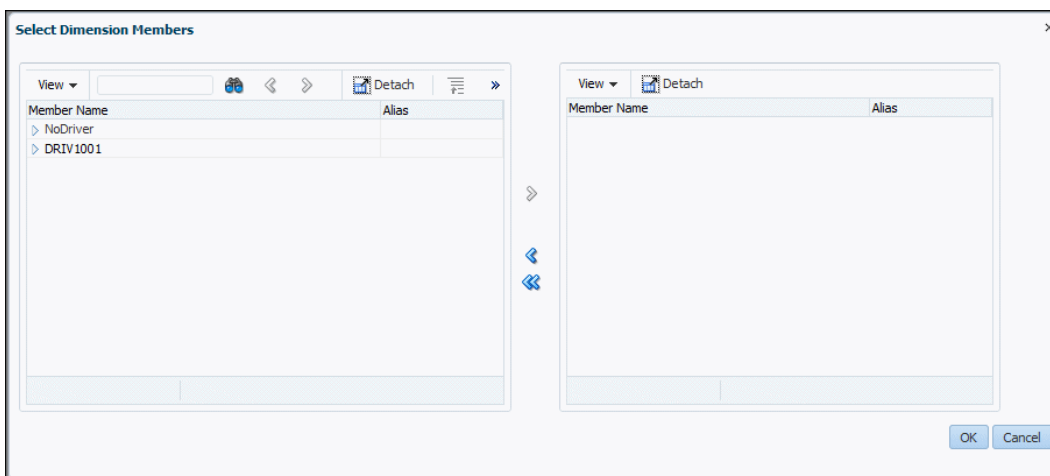 Select Dimension Members
View Detach
Member Name Alias
NoDriver
DRIV1001
View Detach
Member Name Alias
OK Cancel